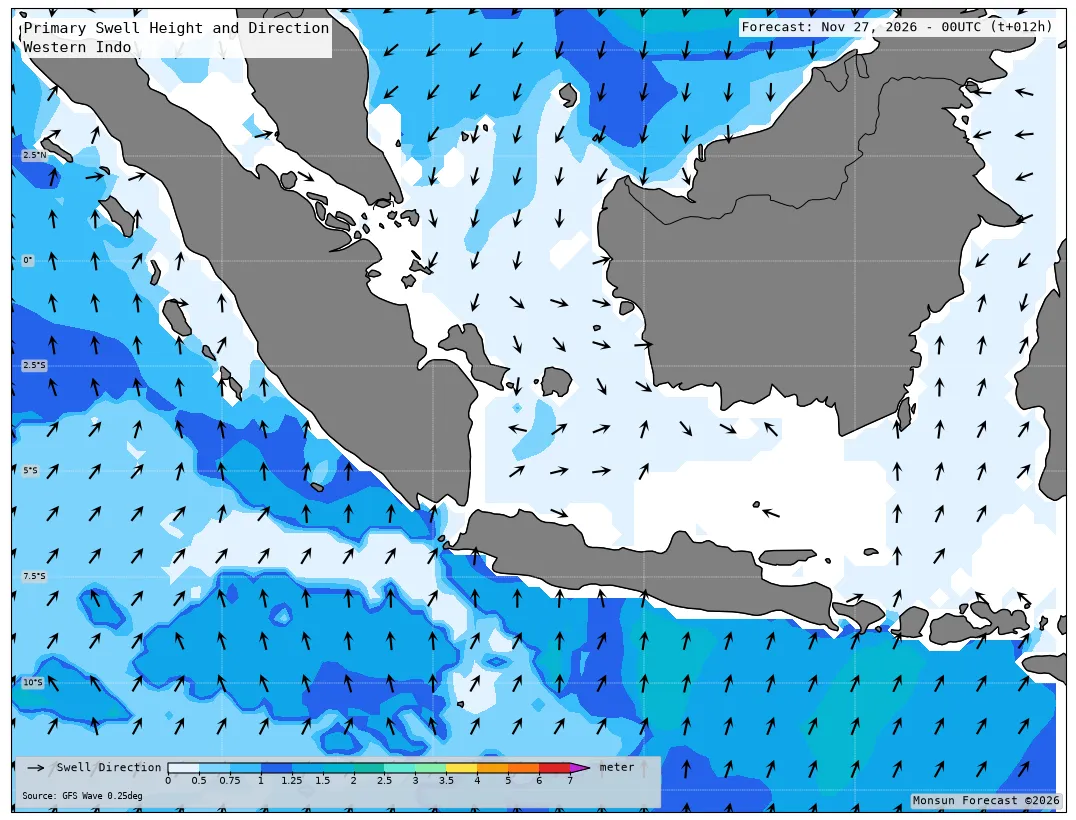 Primary Swell Height and Direction
Western Indo
Forecast: Nov 27, 2026 - 00UTC (t+012h)
2.5°N
0°
2.5°S
5°S
7.5°S
10°S
Swell Direction
0 0.5 0.75 1 1.25 1.5 2 2.5 3 3.5 4 5 6 7
meter
Source: GFS Wave 0.25deg
Monsun Forecast ©2026